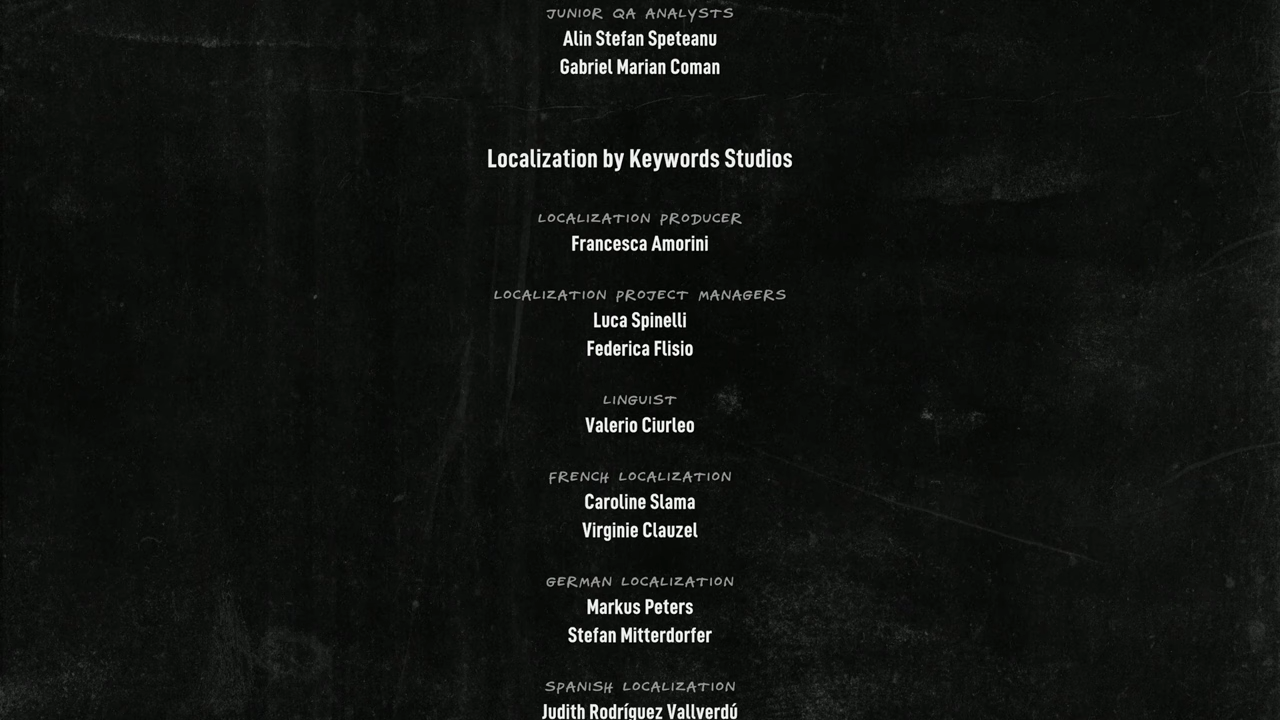 JUNIOR QA ANALYSTS
Alin Stefan Speteanu
Gabriel Marian Coman
Localization by Keywords Studios
LOCALIZATION PRODUCER
Francesca Amorini
LOCALIZATION PROJECT MANAGERS
Luca Spinelli
Federica Flisio
LINGUIST
Valerio Ciurleo
FRENCH LOCALIZATION
Caroline Slama
Virginie Clauzel
GERMAN LOCALIZATION
Markus Peters
Stefan Mitterdorfer
SPANISH LOCALIZATION
Judith Rodríguez Vallverdú